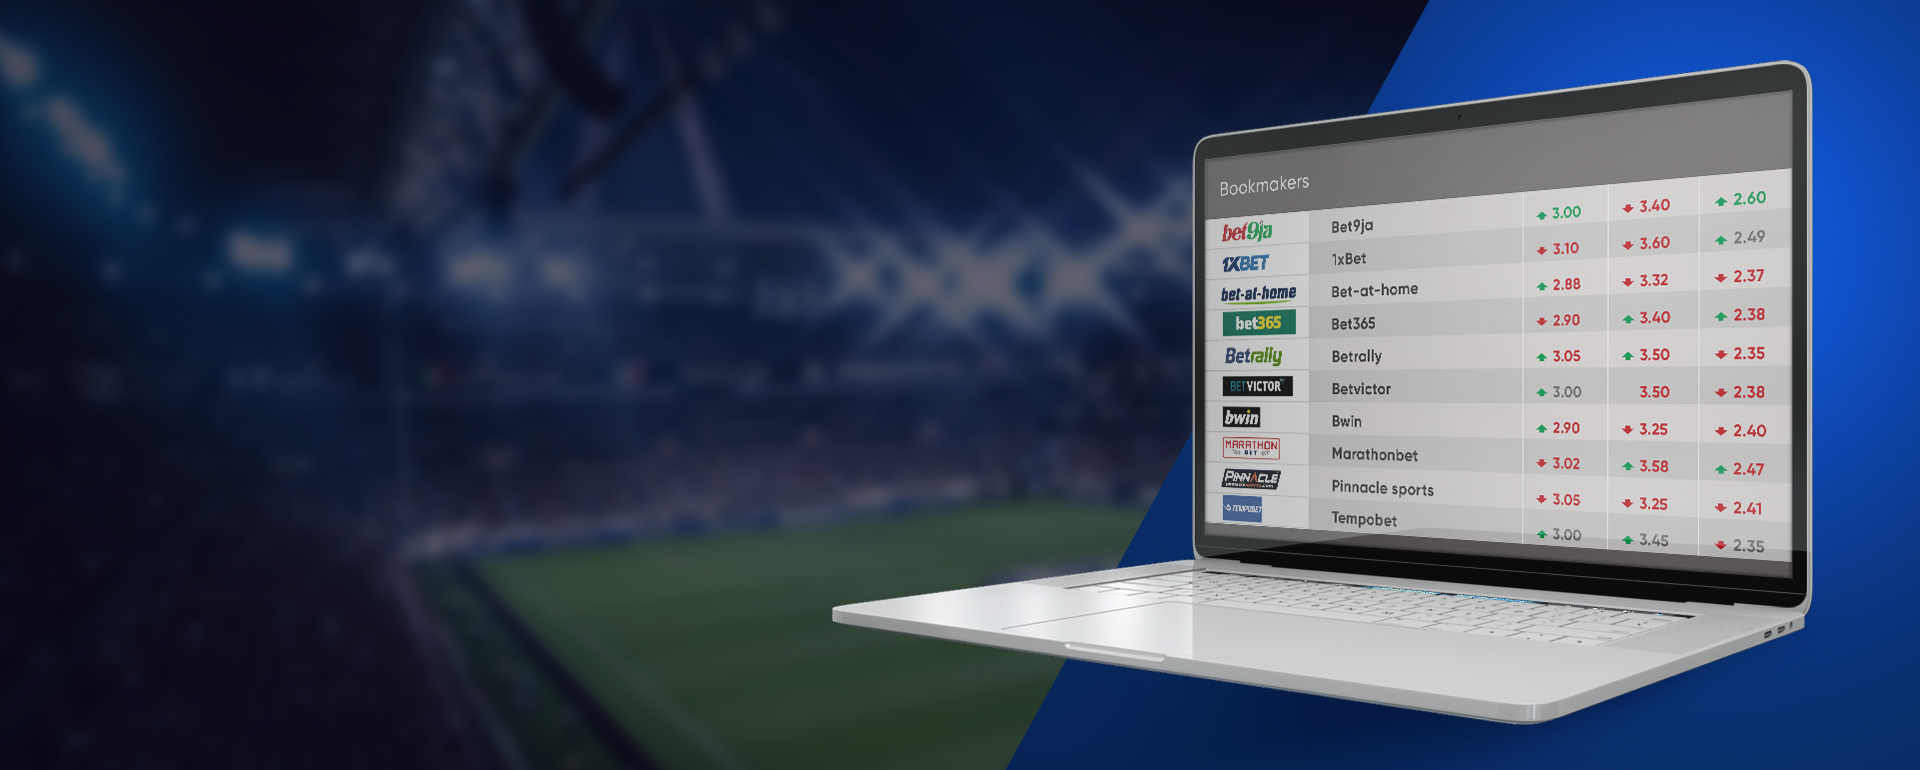 Bookmakers
bet9ja Bet9ja 3.00 3.40 2.60
1XBET 1xBet 3.10 3.60 2.49
bet-at-home Bet-at-home 2.88 3.32 2.37
bet365 Bet365 2.90 3.40 2.38
Betrally Betrally 3.05 3.50 2.35
BETVICTOR Betvictor 3.00 3.50 2.38
bwin Bwin 2.90 3.25 2.40
MARATHON BET Marathonbet 3.02 3.58 2.47
PINNACLE Pinnacle sports 3.05 3.25 2.41
TEMPOBET Tempobet 3.00 3.45 2.35